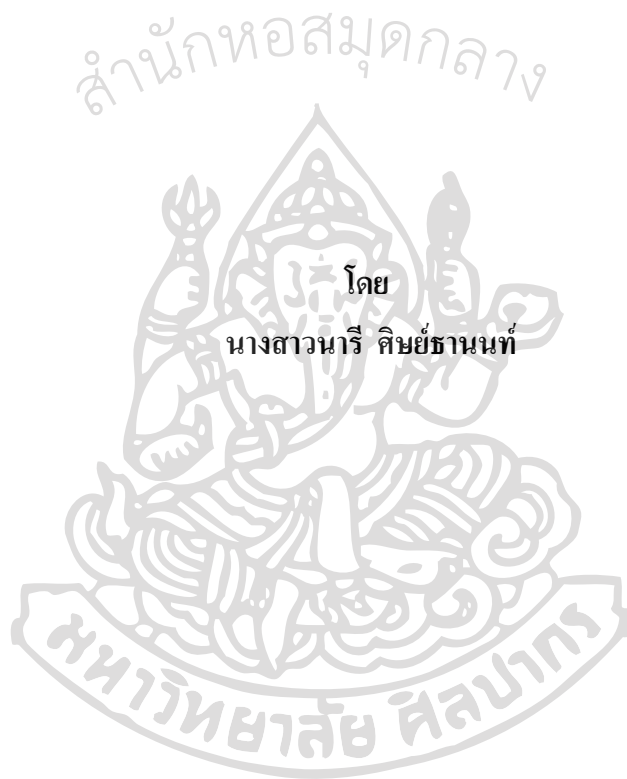 สำนักหอสมุดกลาง
โดย
นางสาวนารี ศิษย์ธานนท์
มหาวิทยาลัย ศิลปากร